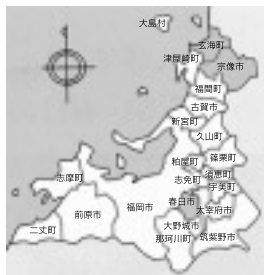 大島村
玄海町
津屋崎町
宗像市
福間町
古賀市
新宮町
久山町
粕屋町
篠栗町
志免町
須恵町
宇美町
志摩町
前原市
福岡市
春日市
太宰府市
大野城市
二丈町
那珂川町
筑紫野市